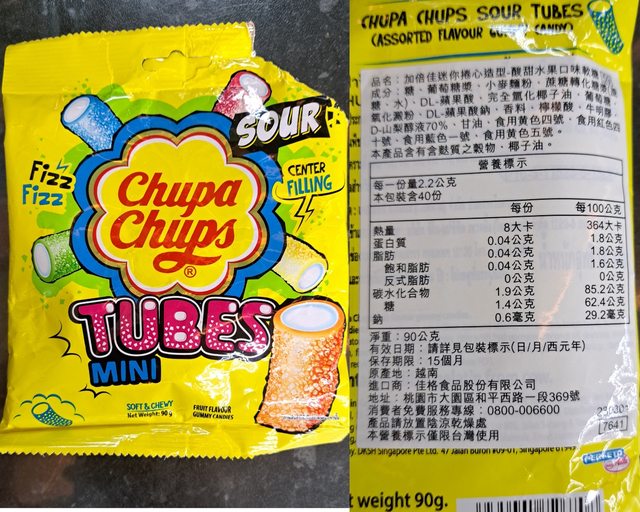 Chupa Chups
®
SOUR
CENTER
FILLING
Fizz
Fizz
TUBES
MINI
SOFT & CHEWY
Net Weight: 90g
FRUIT FLAVOUR
GUMMY CANDIES
CHUPA CHUPS SOUR TUBES
(ASSORTED FLAVOUR GUMMY CANDY)
品名：加倍佳迷你捲心造型-酸甜水果口味軟糖
成分：糖、葡萄糖漿、小麥麵粉、蔗糖轉化糖漿
糖、水)、DL-蘋果酸、完全氫化椰子油、葡萄糖
氧化澱粉、DL-蘋果酸鈉、香料、檸檬酸、
D-山梨醇液70%、甘油、食用黃色四號、食用紅色四
十號、食用藍色一號、食用黃色五號。
本產品含有含麩質之穀物、椰子油。
營養標示
每一份量2.2公克
本包裝含40份
每份 每100公克
熱量 8大卡 364大卡
蛋白質 0.04公克 1.8公克
脂肪 0.04公克 1.8公克
飽和脂肪 0.04公克 1.6公克
反式脂肪 0公克 0公克
碳水化合物 1.9公克 85.2公克
糖 1.4公克 62.4公克
鈉 0.6毫克 29.2毫克
淨重：90公克
有效日期：請詳見包裝標示(日/月/西元年)
保存期限：15個月
原產地：越南
進口商：佳格食品股份有限公司
地址：桃園市大園區和平西路一段369號
消費者免費服務專線：0800-006600
產品請放置陰涼乾燥處
本營養標示僅限台灣使用
[7641]
DKSH Singapore Pte Ltd. 47 Jalan Buroh #09-01, Singapore
t weight 90g.